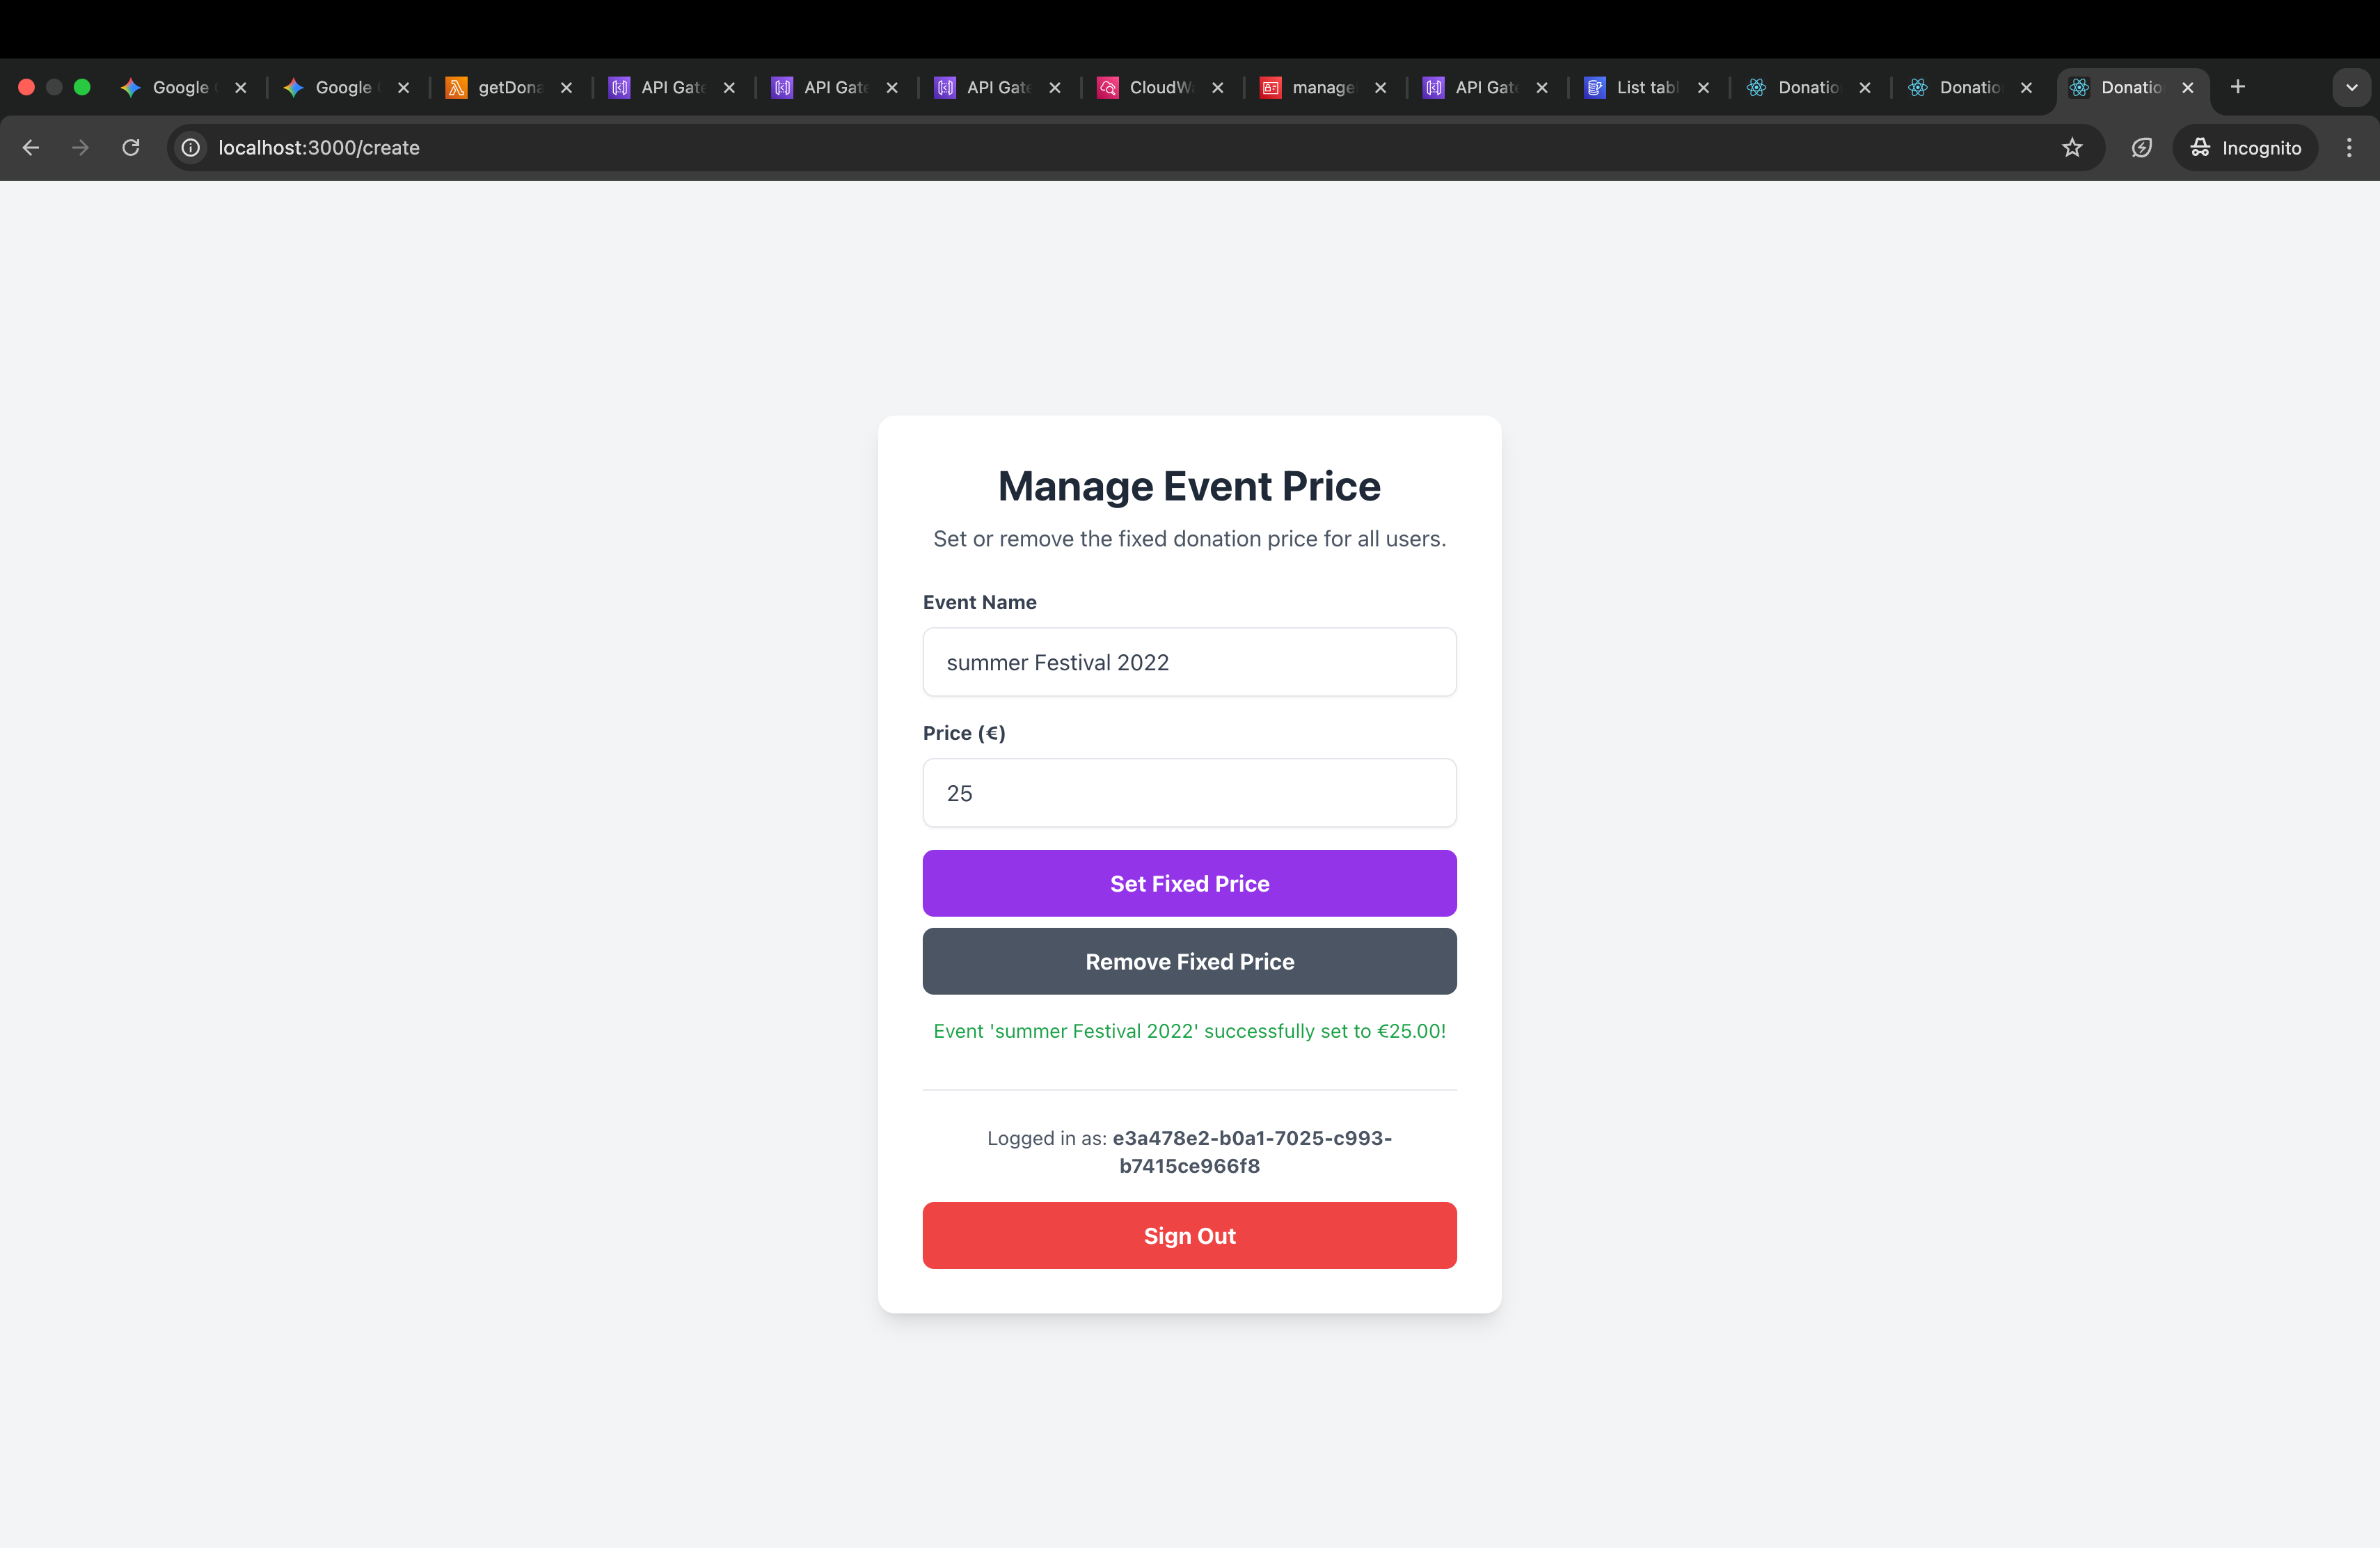 Google
Google
getDona
API Gate
API Gate
API Gate
CloudWa
manage
API Gate
List tabl
Donatio
Donatio
Donatio
localhost:3000/create
Incognito
Manage Event Price
Set or remove the fixed donation price for all users.
Event Name
summer Festival 2022
Price (€)
25
Set Fixed Price
Remove Fixed Price
Event 'summer Festival 2022' successfully set to €25.00!
Logged in as: e3a478e2-b0a1-7025-c993-
b7415ce966f8
Sign Out